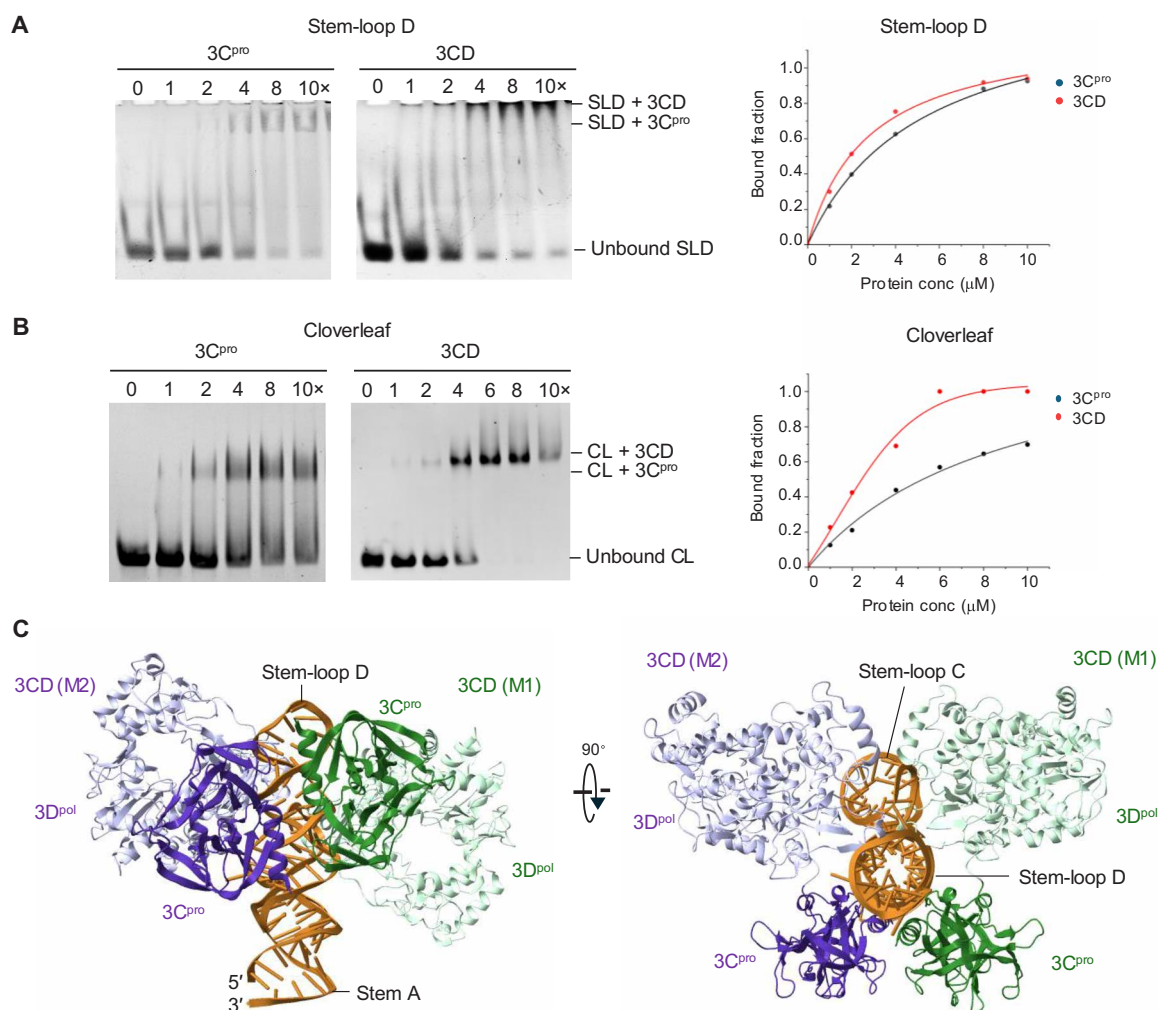 A
Stem-loop D
3Cpro
3CD
0 1 2 4 8 10×
0 1 2 4 8 10×
SLD + 3CD
SLD + 3Cpro
Unbound SLD
Stem-loop D
Bound fraction
1.0
0.8
0.6
0.4
0.2
0.0
0 2 4 6 8 10
Protein conc (μM)
3Cpro
3CD
B
Cloverleaf
3Cpro
3CD
0 1 2 4 8 10×
0 1 2 4 6 8 10×
CL + 3CD
CL + 3Cpro
Unbound CL
Cloverleaf
Bound fraction
1.0
0.8
0.6
0.4
0.2
0.0
0 2 4 6 8 10
Protein conc (μM)
3Cpro
3CD
C
3CD (M2)
Stem-loop D
3CD (M1)
3Cpro
3Dpol
3Dpol
3Cpro
5′
3′
Stem A
90°
3CD (M2)
Stem-loop C
3CD (M1)
3Dpol
3Dpol
Stem-loop D
3Cpro
3Cpro